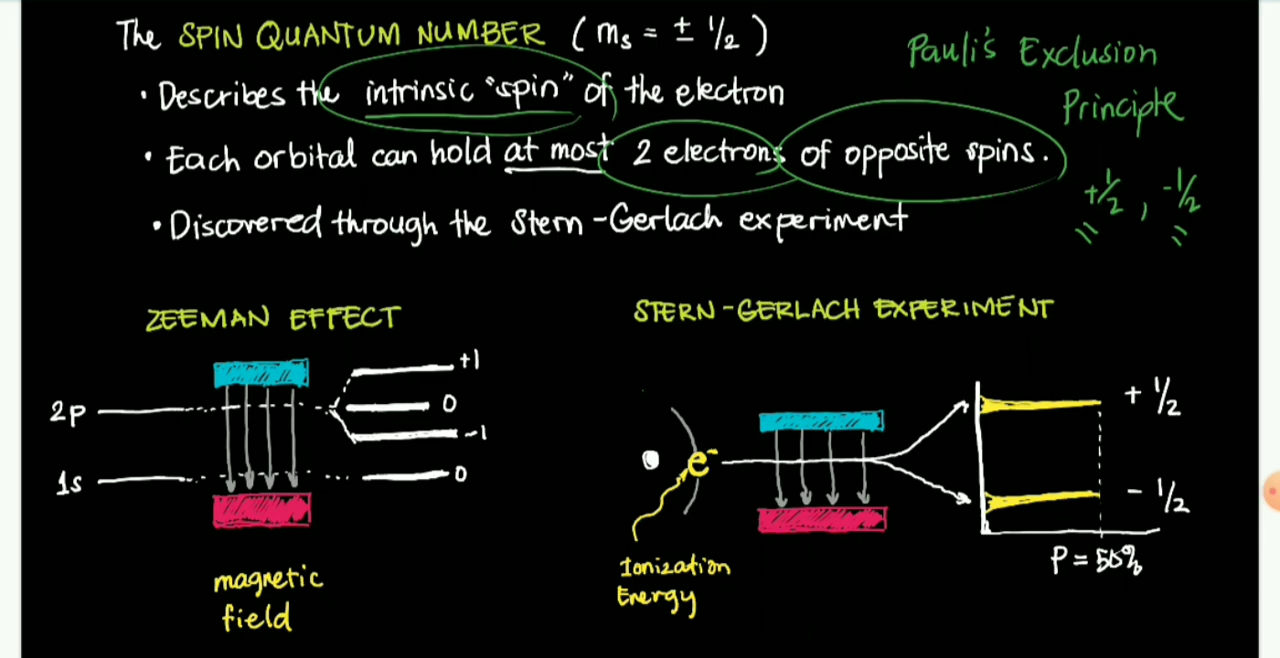 The SPIN QUANTUM NUMBER (ms = ± 1/2)
Pauli's Exclusion
Principle
• Describes the intrinsic "spin" of the electron
• Each orbital can hold at most 2 electrons of opposite spins.
+1/2, -1/2
• Discovered through the Stern-Gerlach experiment
ZEEMAN EFFECT
2p
+1
0
-1
1s
0
magnetic
field
STERN-GERLACH EXPERIMENT
e-
Ionization
Energy
+ 1/2
- 1/2
P = 50%